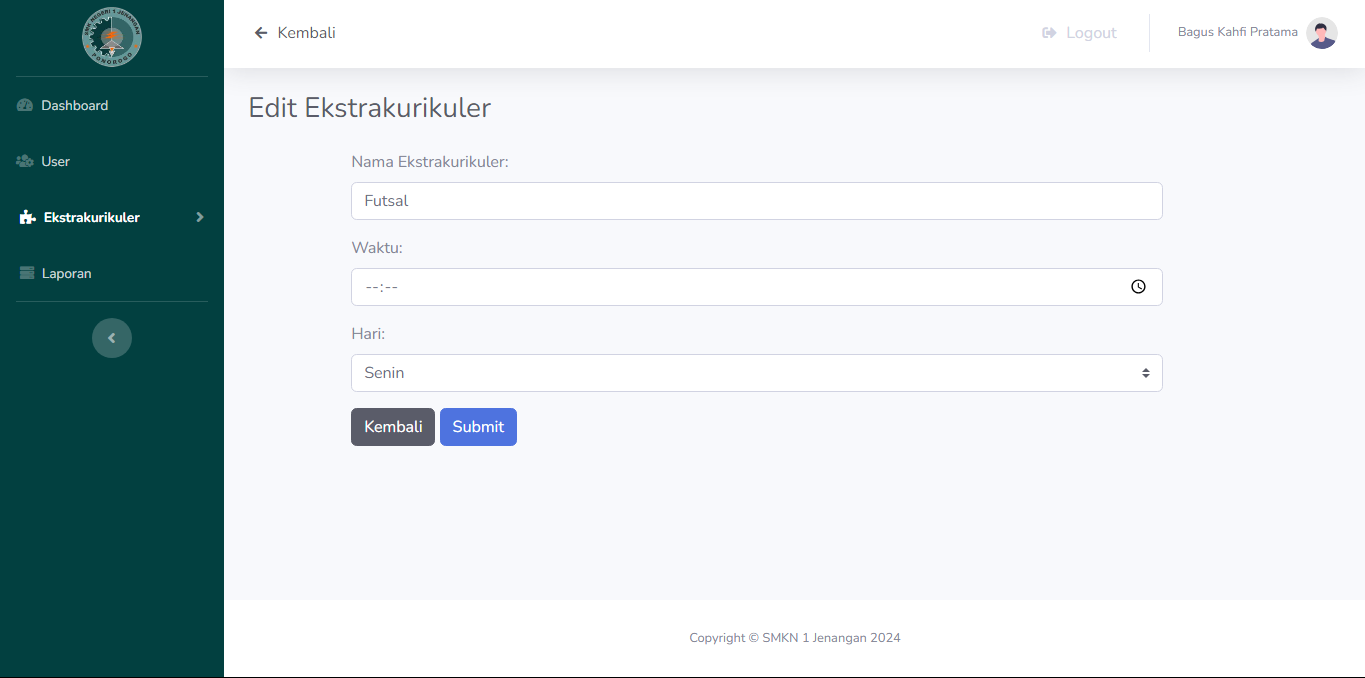 SMK NEGERI 1 JENANGAN
PONOROGO
Dashboard
User
Ekstrakurikuler
Laporan
Kembali
Logout
Bagus Kahfi Pratama
Edit Ekstrakurikuler
Nama Ekstrakurikuler:
Futsal
Waktu:
--:--
Hari:
Senin
Kembali Submit
Copyright © SMKN 1 Jenangan 2024